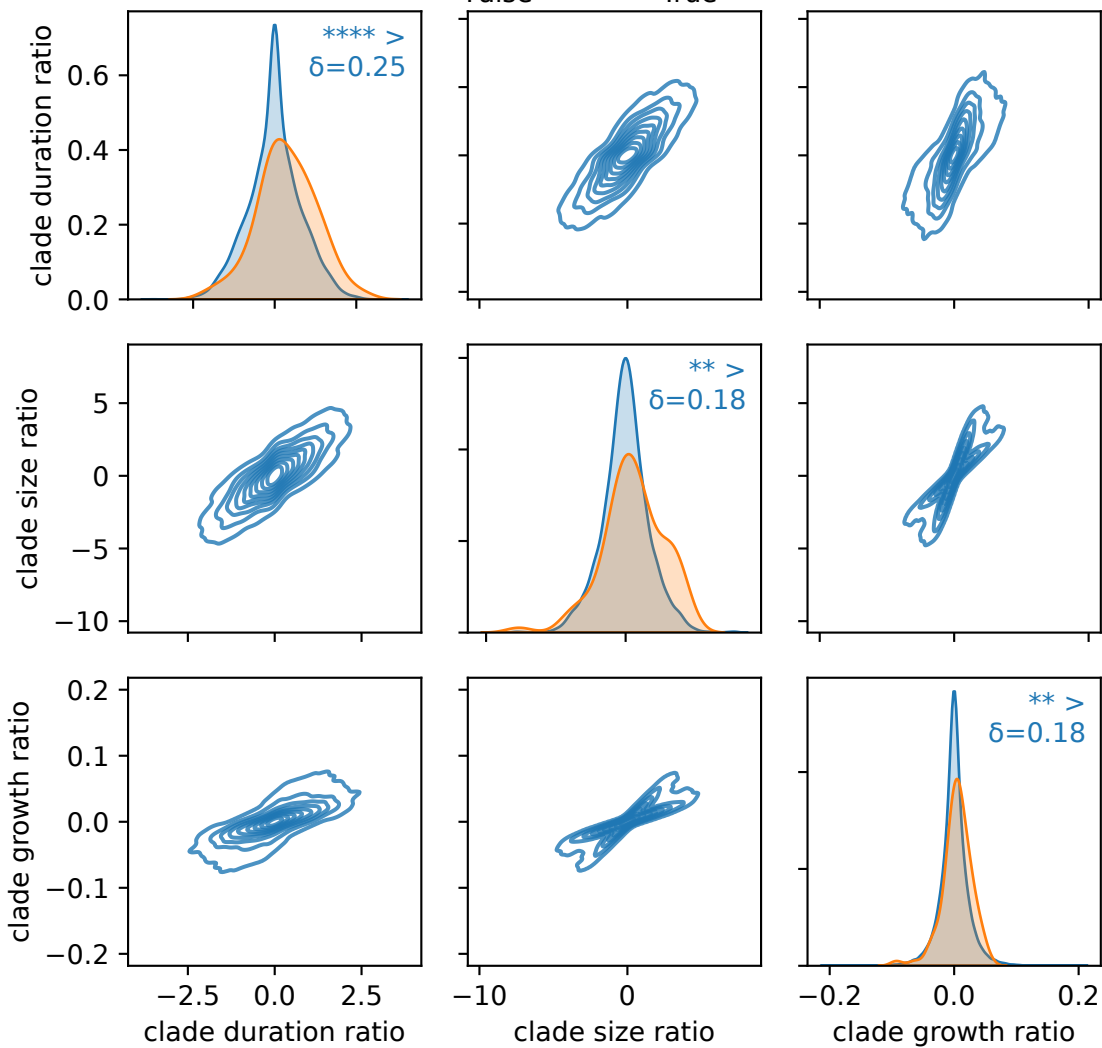 False True
clade duration ratio
0.6
0.4
0.2
0.0
**** >
δ=0.25
clade size ratio
5
0
−5
−10
** >
δ=0.18
clade growth ratio
0.2
0.1
0.0
−0.1
−0.2
** >
δ=0.18
−2.5 0.0 2.5
−10 0
−0.2 0.0 0.2
clade duration ratio
clade size ratio
clade growth ratio